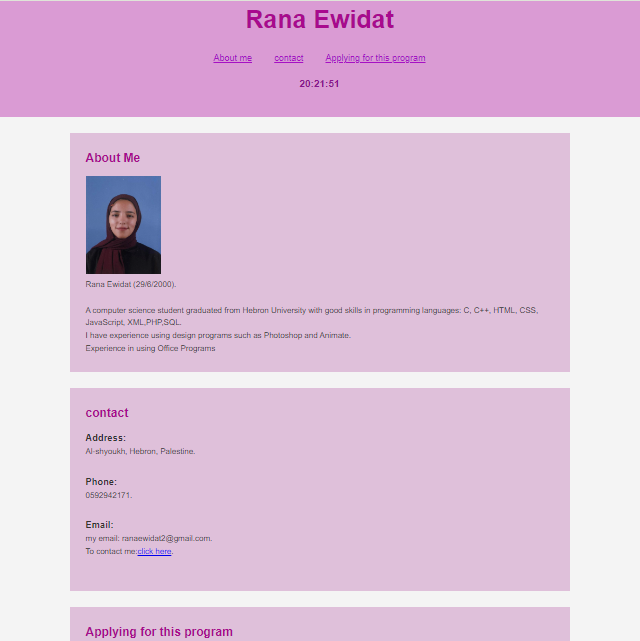 Rana Ewidat
About me contact Applying for this program
20:21:51
About Me
Rana Ewidat (29/6/2000).
A computer science student graduated from Hebron University with good skills in programming languages: C, C++, HTML, CSS,
JavaScript, XML,PHP,SQL.
I have experience using design programs such as Photoshop and Animate.
Experience in using Office Programs
contact
Address:
Al-shyoukh, Hebron, Palestine.
Phone:
0592942171.
Email:
my email: ranaewidat2@gmail.com.
To contact me:click here.
Applying for this program